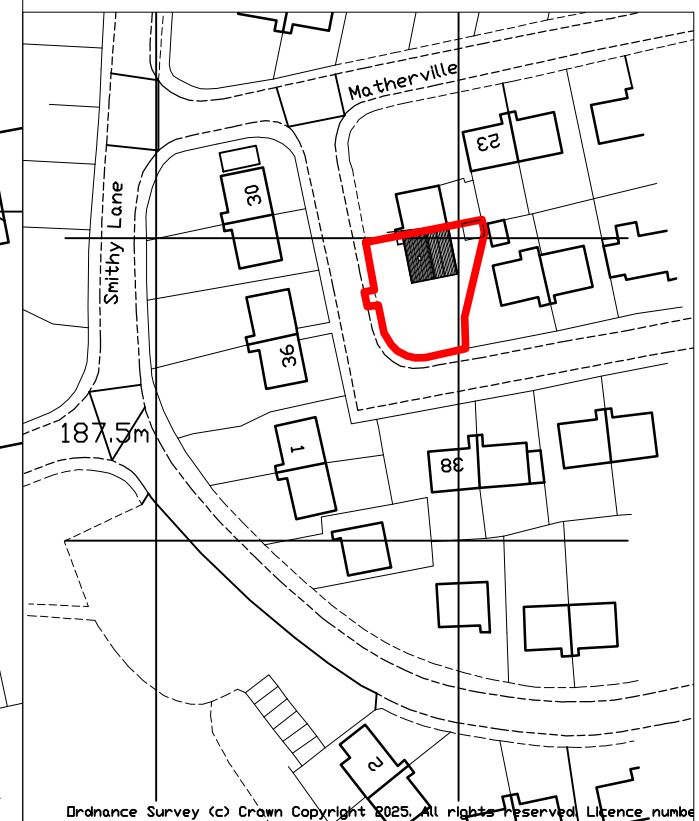 Matherville
23
30
Smithy Lane
36
187.5m
1
38
2
Ordnance Survey (c) Crown Copyright 2025. All rights reserved. Licence numbe